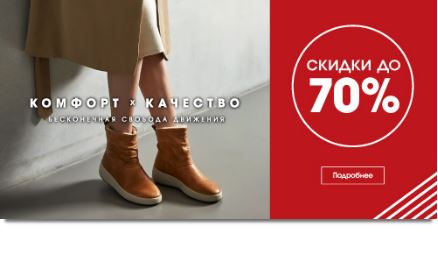 КОМФОРТ × КАЧЕСТВО
БЕСКОНЕЧНАЯ СВОБОДА ДВИЖЕНИЯ
СКИДКИ ДО
70%
Подробнее